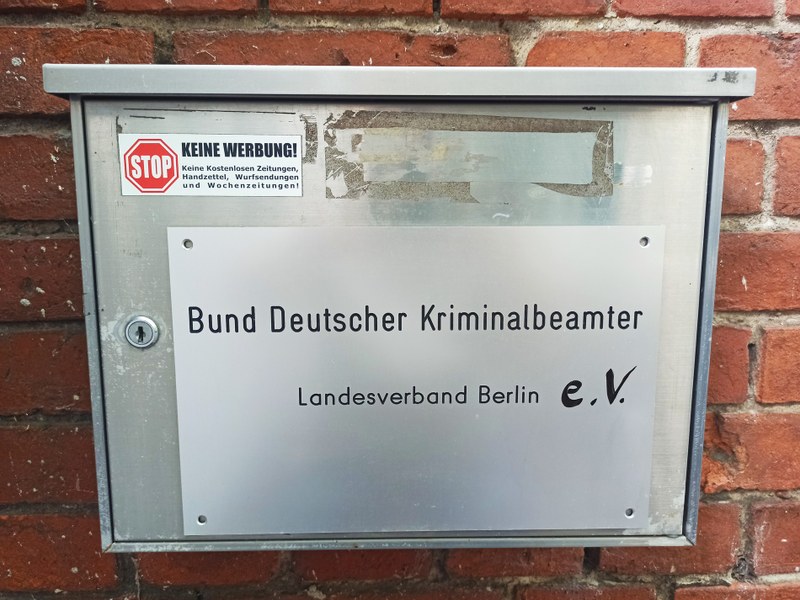 STOP
KEINE WERBUNG!
Keine Kostenlosen Zeitungen,
Handzettel, Wurfsendungen
und Wochenzeitungen!
Bund Deutscher Kriminalbeamter
Landesverband Berlin e.V.